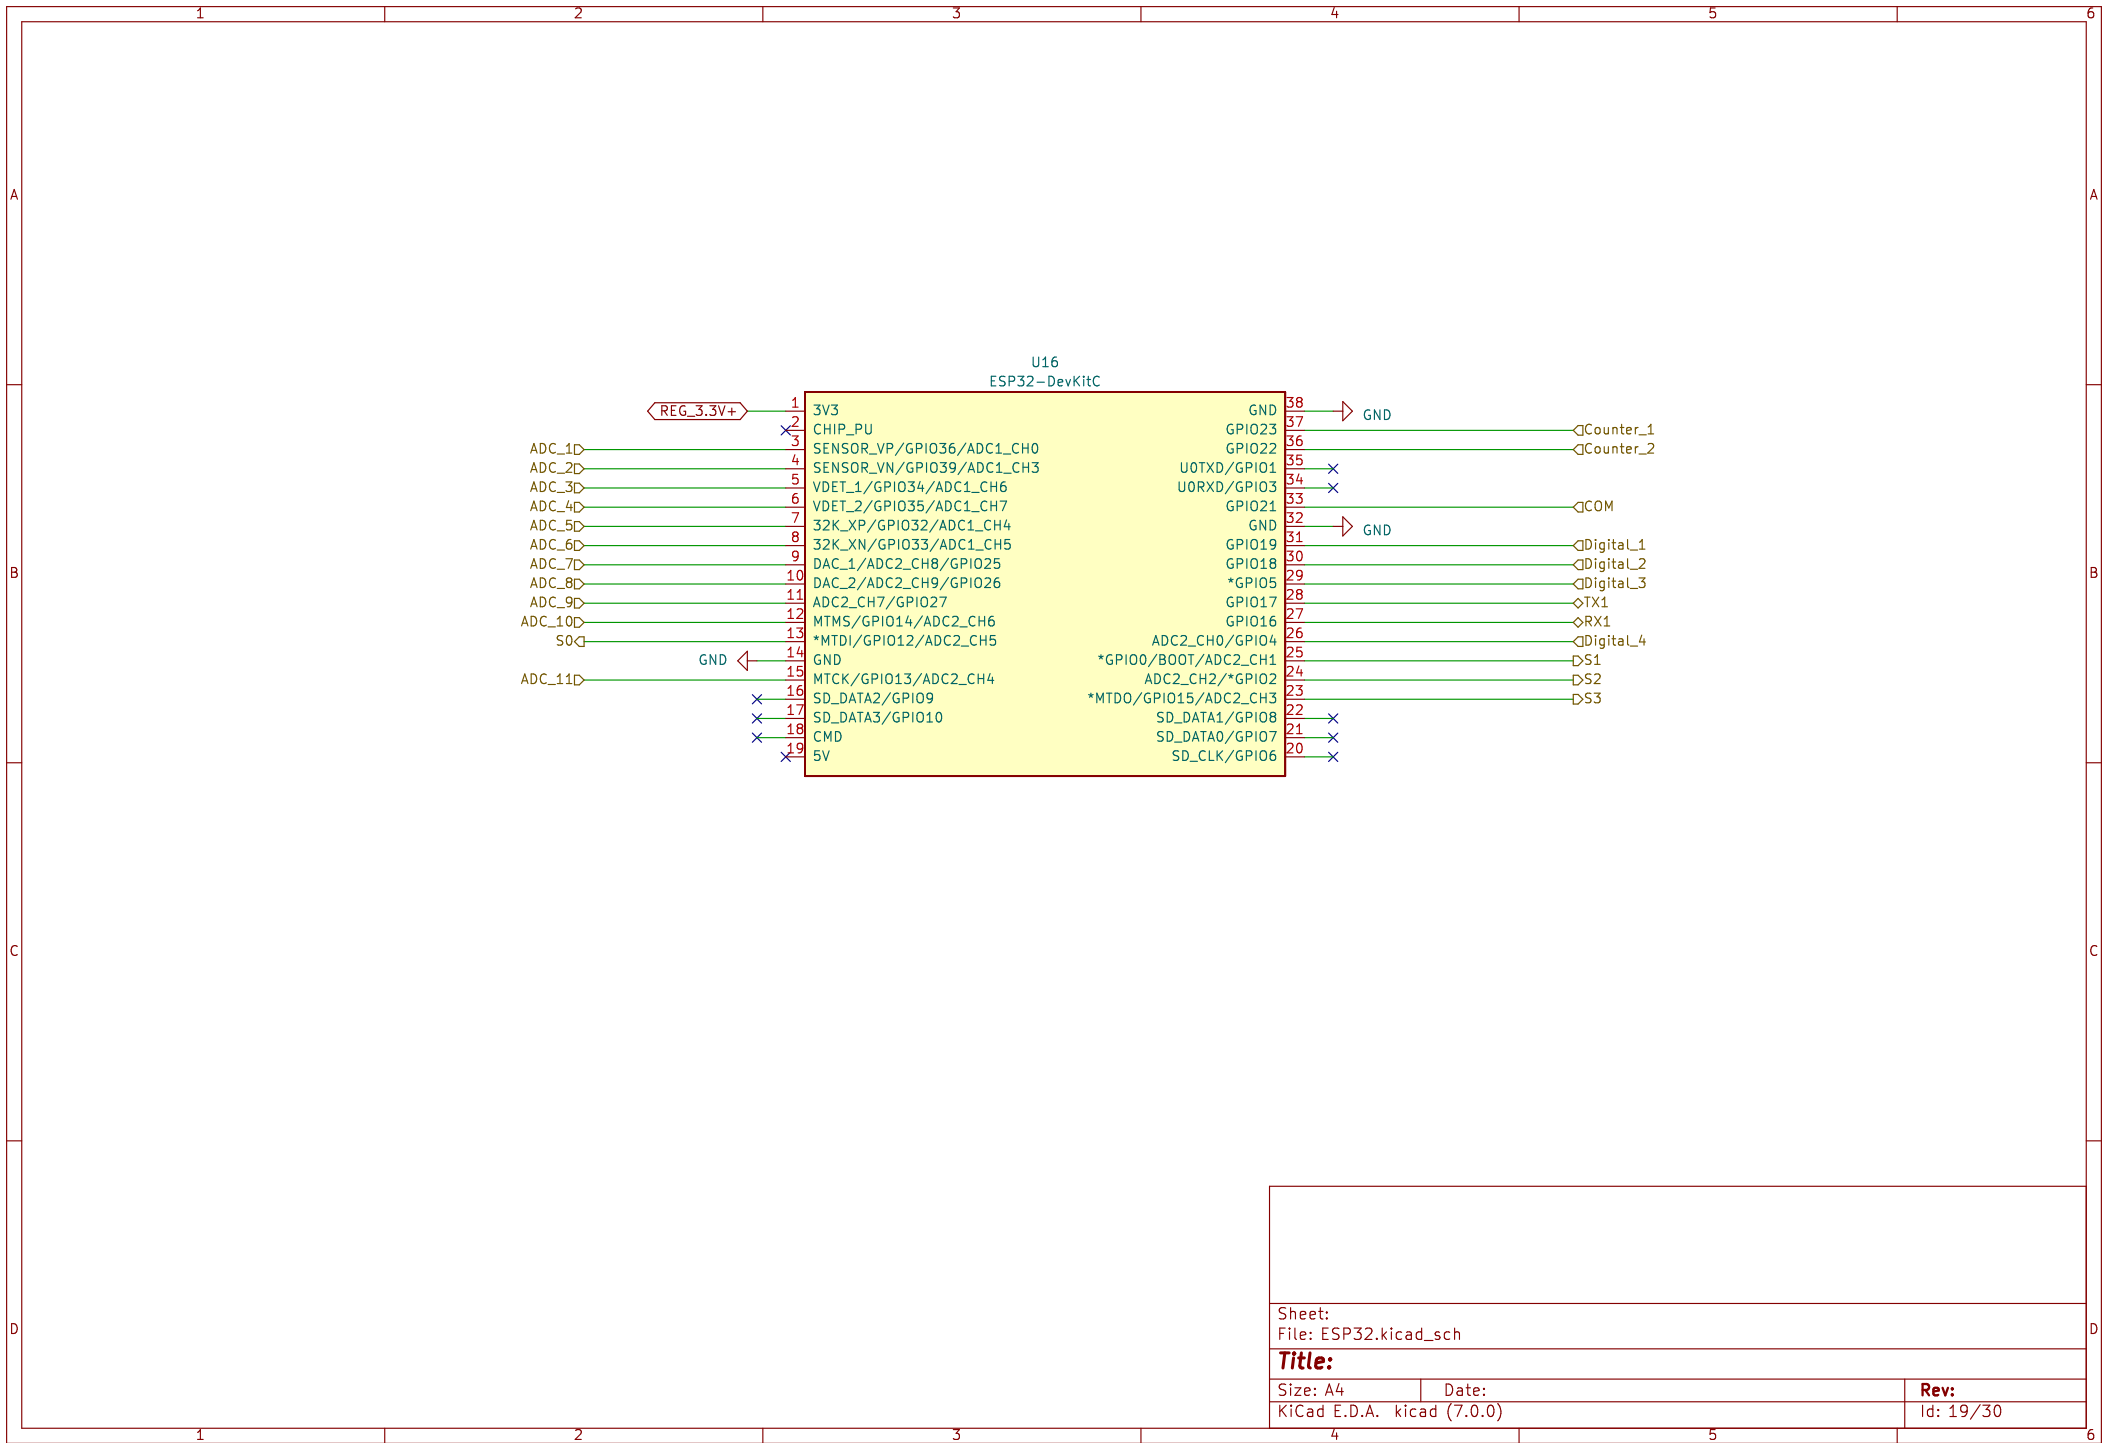 1 2 3 4 5 6
A A
U16
ESP32-DevKitC
REG_3.3V+ 1 3V3 GND 38 GND
2 CHIP_PU GPIO23 37 Counter_1
ADC_1 3 SENSOR_VP/GPIO36/ADC1_CH0 GPIO22 36 Counter_2
ADC_2 4 SENSOR_VN/GPIO39/ADC1_CH3 U0TXD/GPIO1 35
ADC_3 5 VDET_1/GPIO34/ADC1_CH6 U0RXD/GPIO3 34
ADC_4 6 VDET_2/GPIO35/ADC1_CH7 GPIO21 33 COM
ADC_5 7 32K_XP/GPIO32/ADC1_CH4 GND 32 GND
ADC_6 8 32K_XN/GPIO33/ADC1_CH5 GPIO19 31 Digital_1
ADC_7 9 DAC_1/ADC2_CH8/GPIO25 GPIO18 30 Digital_2
B ADC_8 10 DAC_2/ADC2_CH9/GPIO26 *GPIO5 29 Digital_3 B
ADC_9 11 ADC2_CH7/GPIO27 GPIO17 28 TX1
ADC_10 12 MTMS/GPIO14/ADC2_CH6 GPIO16 27 RX1
S0 13 *MTDI/GPIO12/ADC2_CH5 ADC2_CH0/GPIO4 26 Digital_4
GND 14 GND *GPIO0/BOOT/ADC2_CH1 25 S1
ADC_11 15 MTCK/GPIO13/ADC2_CH4 ADC2_CH2/*GPIO2 24 S2
16 SD_DATA2/GPIO9 *MTDO/GPIO15/ADC2_CH3 23 S3
17 SD_DATA3/GPIO10 SD_DATA1/GPIO8 22
18 CMD SD_DATA0/GPIO7 21
19 5V SD_CLK/GPIO6 20
C C
Sheet:
D File: ESP32.kicad_sch D
Title:
Size: A4 Date: Rev:
KiCad E.D.A. kicad (7.0.0) Id: 19/30
1 2 3 4 5 6